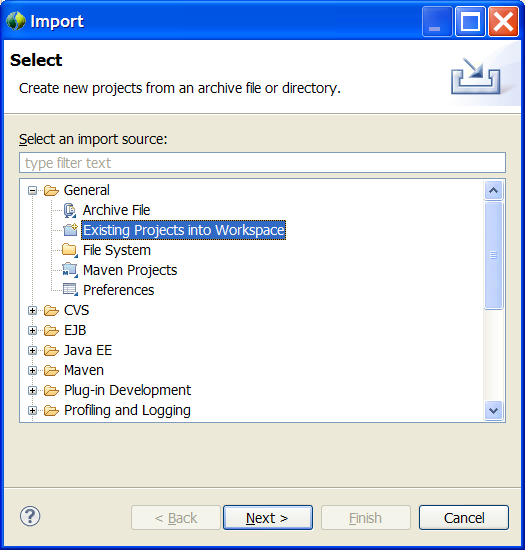 Import
Select
Create new projects from an archive file or directory.
Select an import source:
type filter text
General
Archive File
Existing Projects into Workspace
File System
Maven Projects
Preferences
CVS
EJB
Java EE
Maven
Plug-in Development
Profiling and Logging
? < Back Next > Finish Cancel